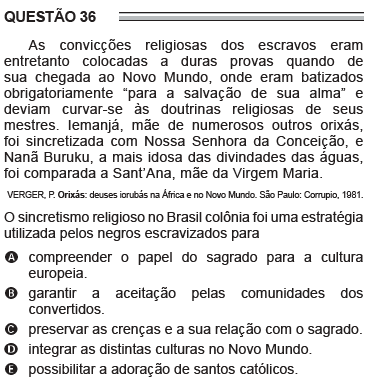 QUESTÃO 36
As convicções religiosas dos escravos eram
entretanto colocadas a duras provas quando de
sua chegada ao Novo Mundo, onde eram batizados
obrigatoriamente “para a salvação de sua alma” e
deviam curvar-se às doutrinas religiosas de seus
mestres. Iemanjá, mãe de numerosos outros orixás,
foi sincretizada com Nossa Senhora da Conceição, e
Nanã Buruku, a mais idosa das divindades das águas,
foi comparada a Sant’Ana, mãe da Virgem Maria.
VERGER, P. Orixás: deuses iorubás na África e no Novo Mundo. São Paulo: Corrupio, 1981.
O sincretismo religioso no Brasil colônia foi uma estratégia
utilizada pelos negros escravizados para
A compreender o papel do sagrado para a cultura
europeia.
B garantir a aceitação pelas comunidades dos
convertidos.
C preservar as crenças e a sua relação com o sagrado.
D integrar as distintas culturas no Novo Mundo.
E possibilitar a adoração de santos católicos.